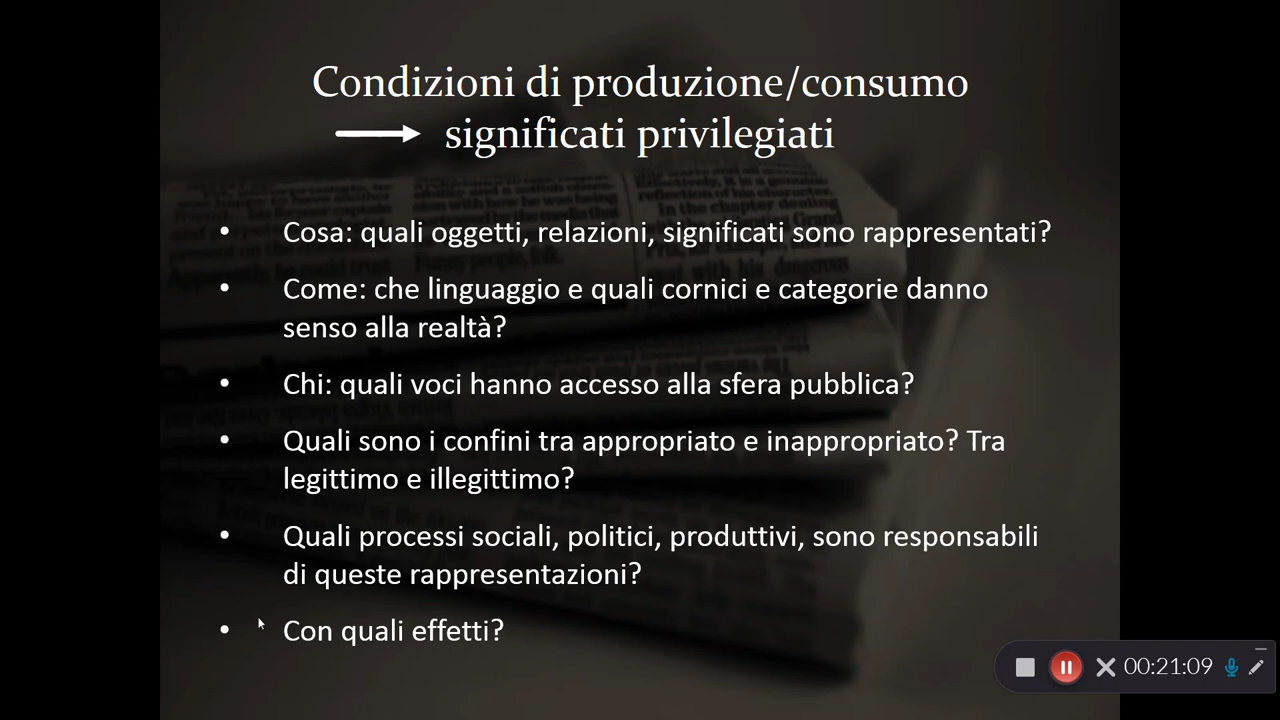 Condizioni di produzione/consumo
significati privilegiati
• Cosa: quali oggetti, relazioni, significati sono rappresentati?
• Come: che linguaggio e quali cornici e categorie danno
senso alla realtà?
• Chi: quali voci hanno accesso alla sfera pubblica?
• Quali sono i confini tra appropriato e inappropriato? Tra
legittimo e illegittimo?
• Quali processi sociali, politici, produttivi, sono responsabili
di queste rappresentazioni?
• Con quali effetti?
00:21:09